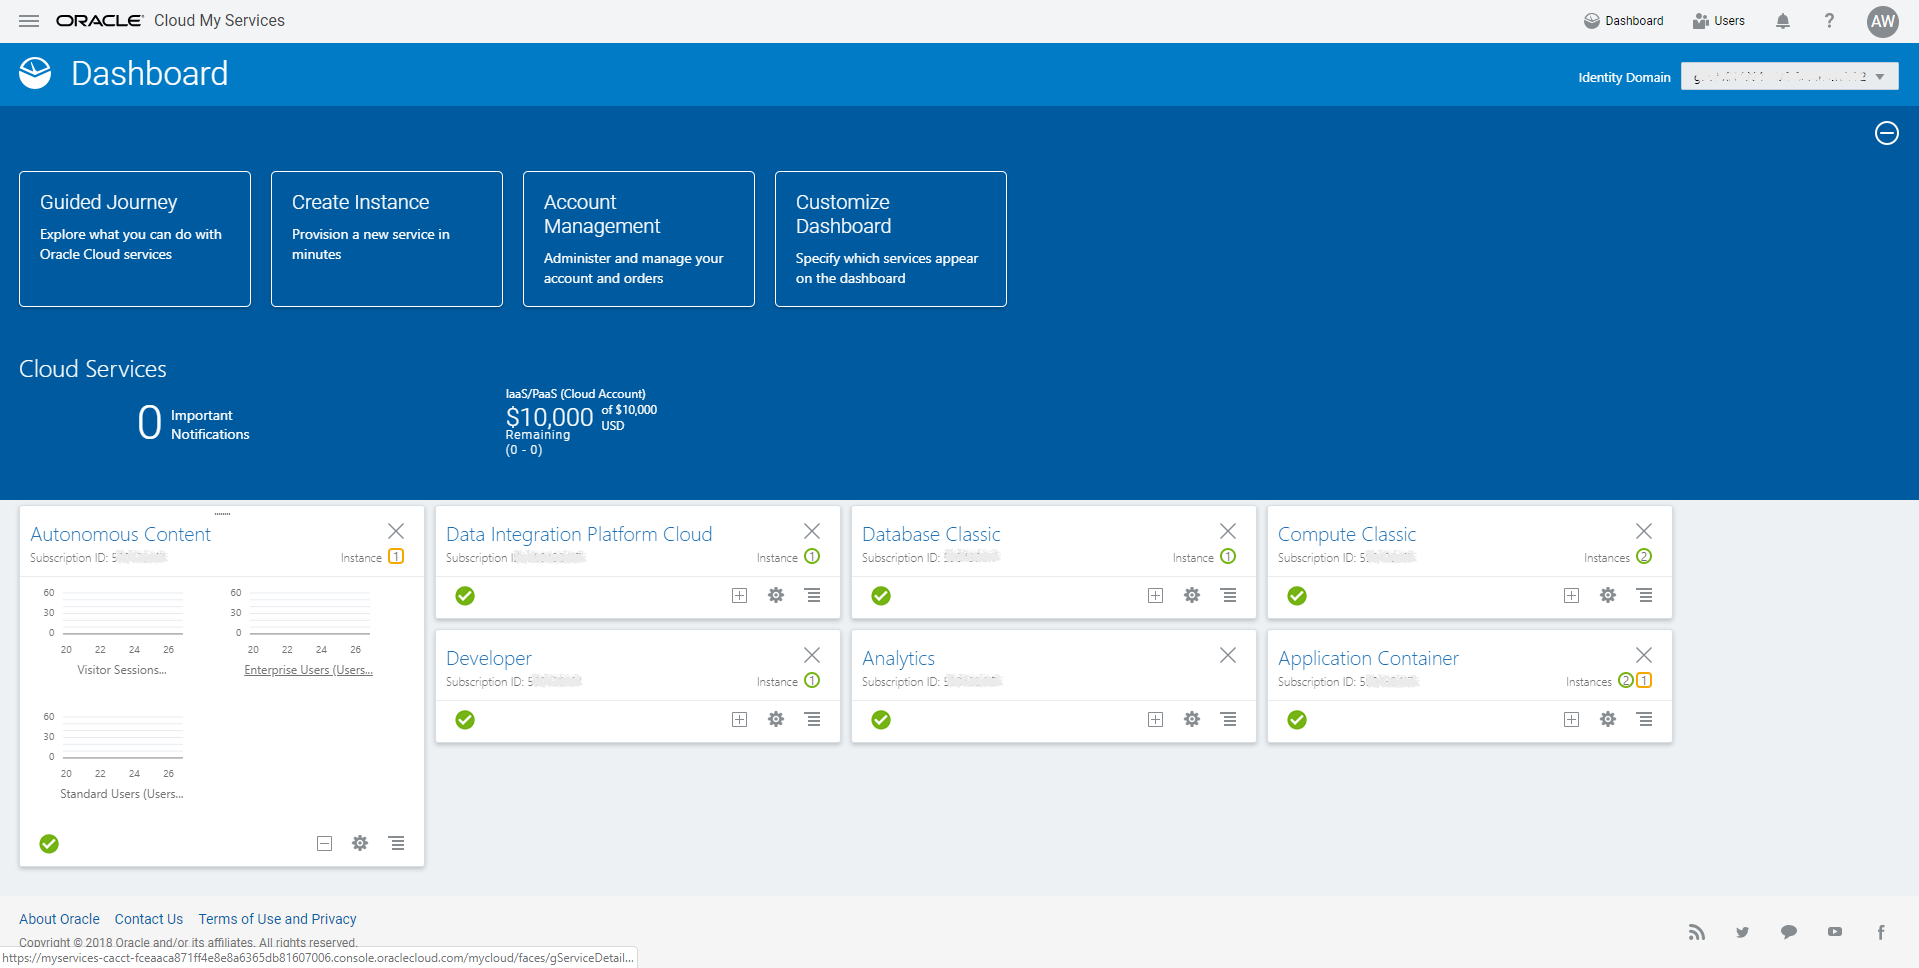 ORACLE Cloud My Services
Dashboard
Users
?
AW
Dashboard
Identity Domain
Guided Journey
Explore what you can do with
Oracle Cloud services
Create Instance
Provision a new service in
minutes
Account
Management
Administer and manage your
account and orders
Customize
Dashboard
Specify which services appear
on the dashboard
Cloud Services
0
Important
Notifications
IaaS/PaaS (Cloud Account)
$10,000
of $10,000
USD
Remaining
(0 - 0)
Autonomous Content
Subscription ID: 5
Instance 1
60
30
0
20 22 24 26
Visitor Sessions...
60
30
0
20 22 24 26
Enterprise Users (Users...
60
30
0
20 22 24 26
Standard Users (Users...
Data Integration Platform Cloud
Subscription
Instance 1
Database Classic
Subscription ID:
Instance 1
Compute Classic
Subscription ID: 5
Instances 2
Developer
Subscription ID: 5
Instance 1
Analytics
Subscription ID:
Application Container
Subscription ID: 5
Instances 2 1
About Oracle
Contact Us
Terms of Use and Privacy
Copyright © 2018 Oracle and/or its affiliates. All rights reserved.
https://myservices-cacct-fceaaca871ff4e8e8a6365db81607006.console.oraclecloud.com/mycloud/faces/gServiceDetail...